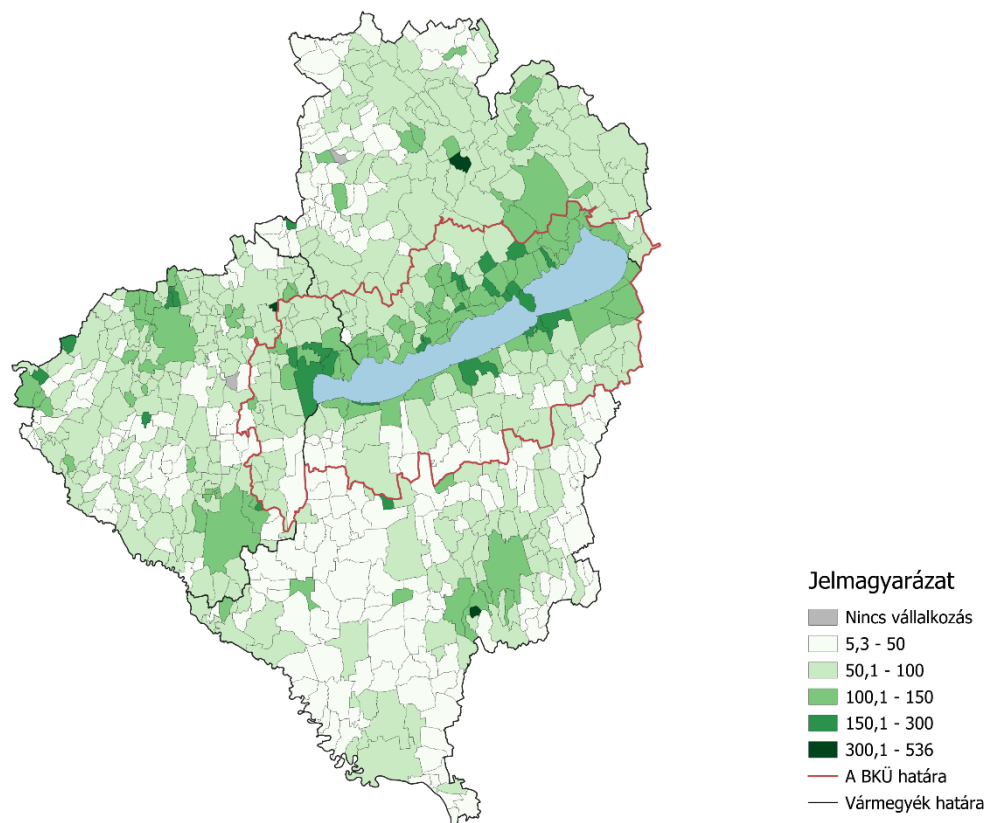 Jelmagyarázat
Nincs vállalkozás
5,3 - 50
50,1 - 100
100,1 - 150
150,1 - 300
300,1 - 536
A BKÜ határa
Vármegyék határa